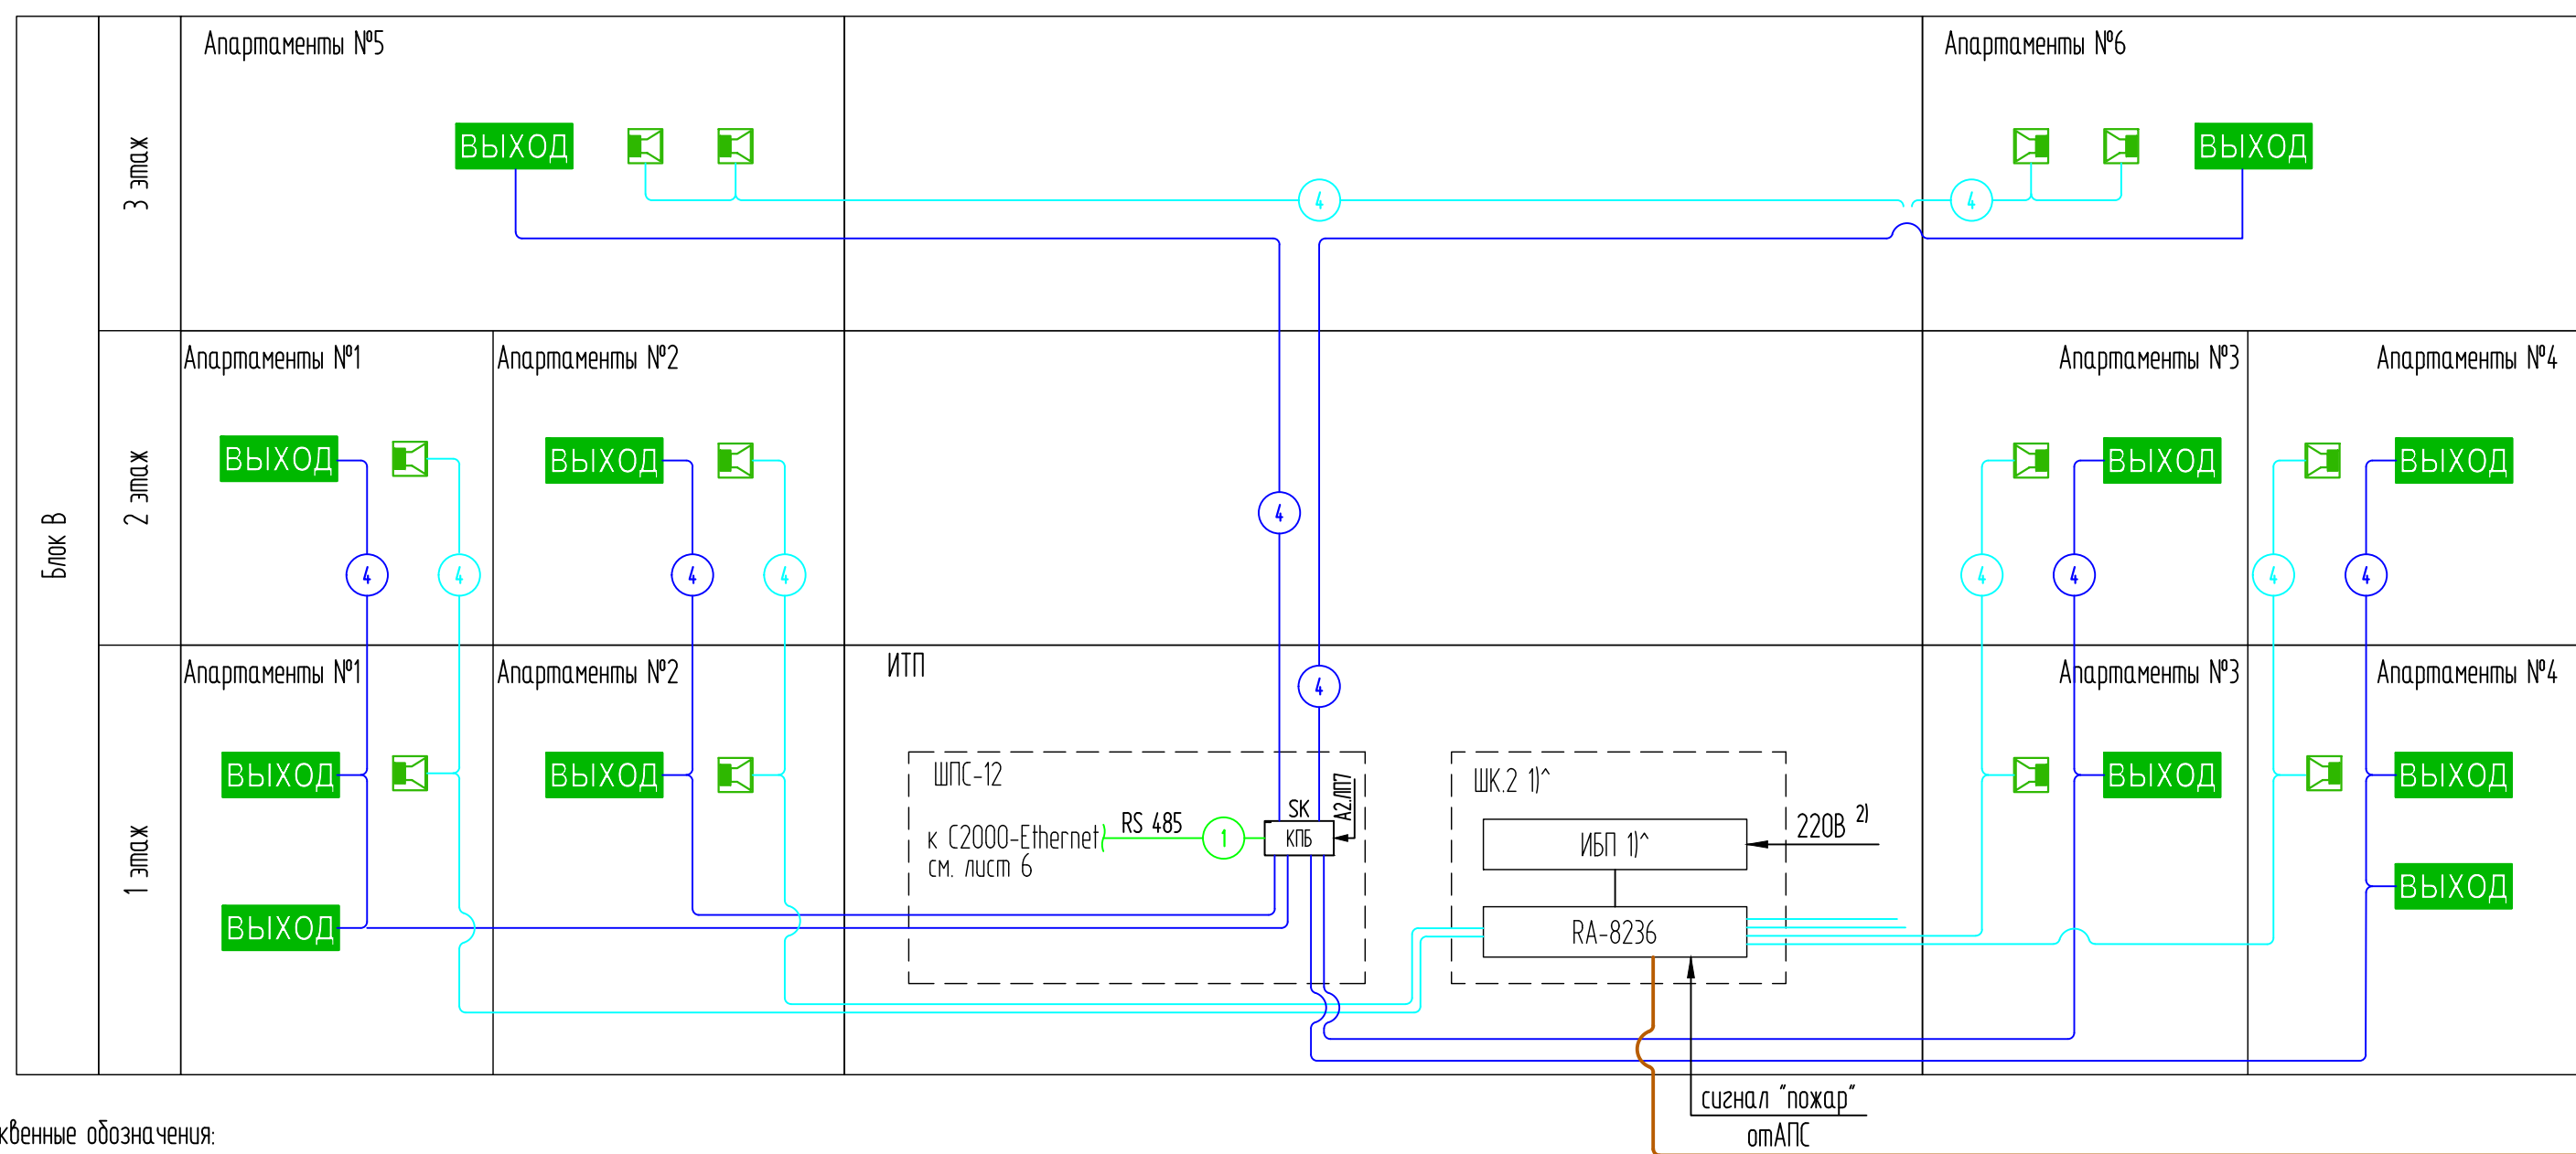 Апартаменты №5
Апартаменты №6
3 этаж
ВЫХОД
ВЫХОД
4
4
Блок В
2 этаж
Апартаменты №1
Апартаменты №2
Апартаменты №3
Апартаменты №4
ВЫХОД
ВЫХОД
ВЫХОД
ВЫХОД
4
4
4
4
4
4
4
4
4
1 этаж
Апартаменты №1
Апартаменты №2
ИТП
Апартаменты №3
Апартаменты №4
4
ВЫХОД
ВЫХОД
ШПС-12
ШК.2 1)^
ВЫХОД
ВЫХОД
к С2000-Ethernet
см. лист 6
RS 485
1
SK
КПБ
А2.ЛП7
ИБП 1)^
220В 2)
RA-8236
ВЫХОД
ВЫХОД
сигнал "пожар"
отАПС
квенные обозначения: